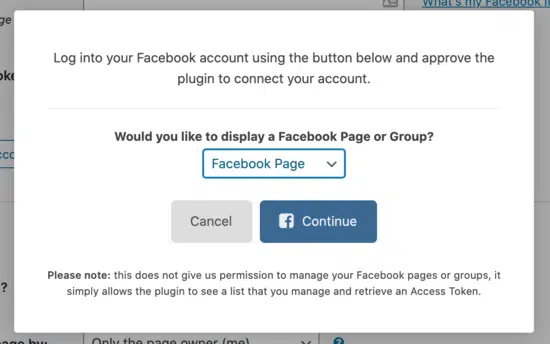 What's my Facebook
ge
Log into your Facebook account using the button below and approve the
plugin to connect your account.
oke
Would you like to display a Facebook Page or Group?
Facebook Page
cco
Cancel
Continue
Please note: this does not give us permission to manage your Facebook pages or groups, it
simply allows the plugin to see a list that you manage and retrieve an Access Token.
?
page by:
Only the page owner (me)
?